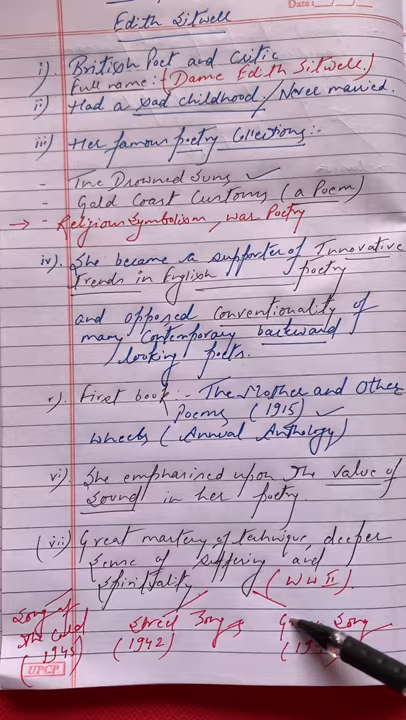 Date:
Edith Sitwell
i). British Poet and Critic
Full name: (Dame Edith Sitwell)
ii) Had a sad childhood / Never married.
iii) Her famous poetry Collections:-
- The Drowned Suns ✓
- Gold Coast Customs (a Poem)
→ - Religious Symbolism, war Poetry
iv). She became a supporter of Innovative
Trends in English poetry
and opposed conventionality of
many Contemporary backward
looking poets.
v). First book :- The Mother and Other
Poems (1915) ✓
Wheels (Annual Anthology)
vi). She emphasised upon the value of
Sound in her poetry.
(vii) Great mastery of technique, deeper
Sense of suffering and
Spirituality (WW II)
Song of Street Songs Song
The Cold (1942)
(1945)
UPCP